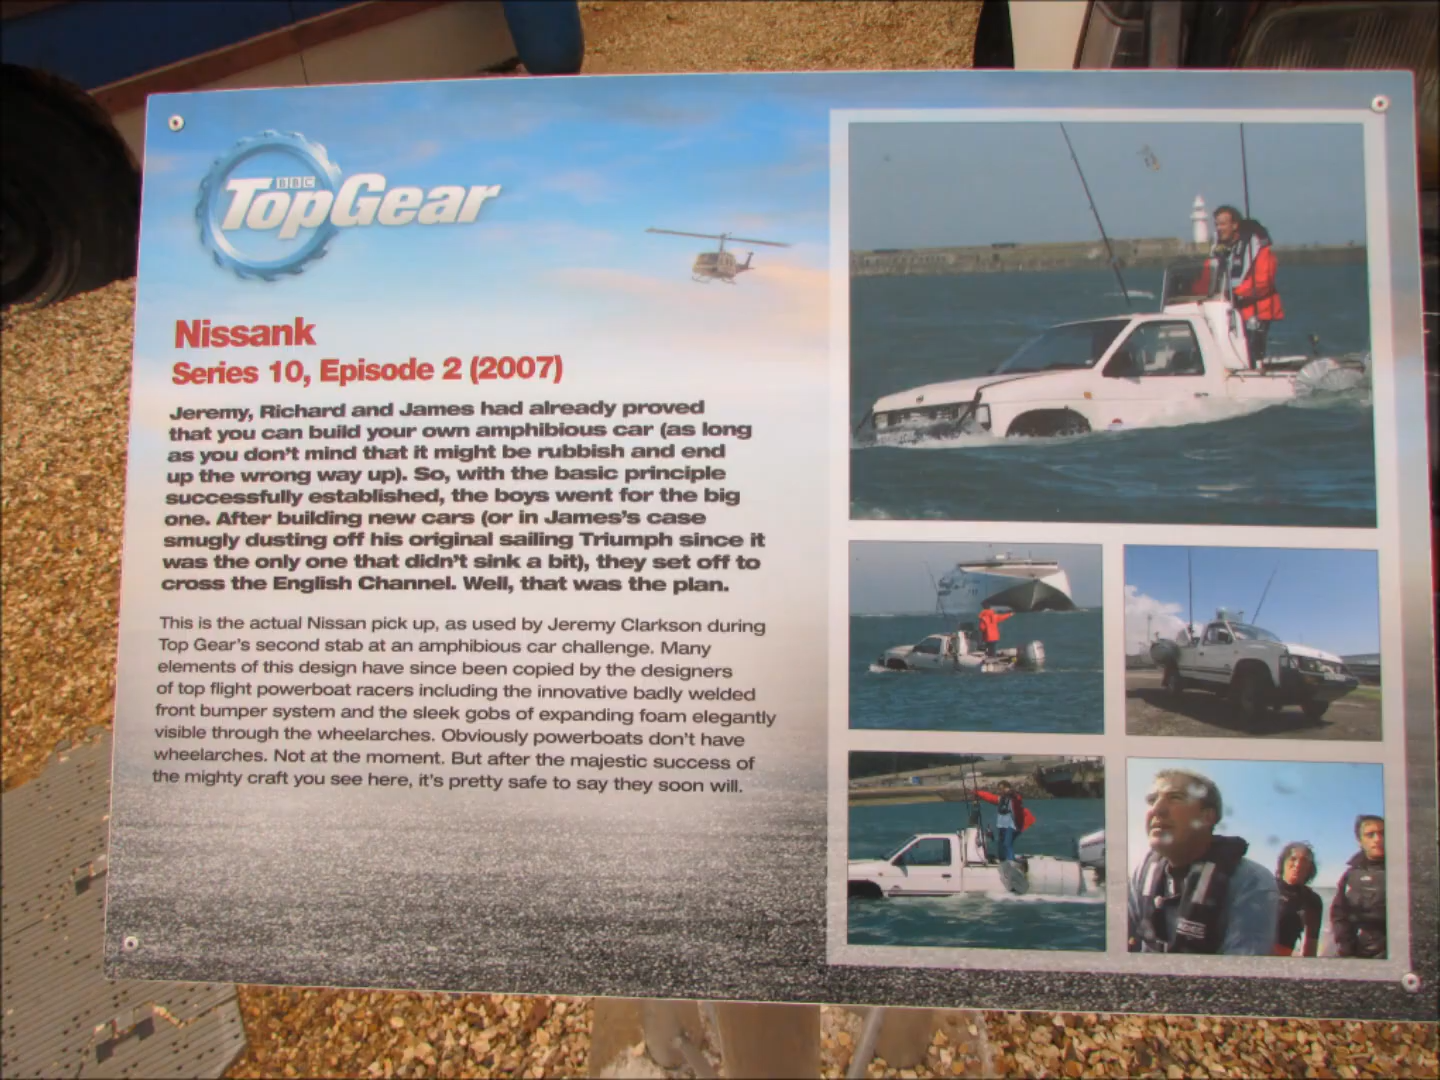 BBC
TopGear
Nissank
Series 10, Episode 2 (2007)
Jeremy, Richard and James had already proved
that you can build your own amphibious car (as long
as you don't mind that it might be rubbish and end
up the wrong way up). So, with the basic principle
successfully established, the boys went for the big
one. After building new cars (or in James's case
smugly dusting off his original sailing Triumph since it
was the only one that didn't sink a bit), they set off to
cross the English Channel. Well, that was the plan.
This is the actual Nissan pick up, as used by Jeremy Clarkson during
Top Gear's second stab at an amphibious car challenge. Many
elements of this design have since been copied by the designers
of top flight powerboat racers including the innovative badly welded
front bumper system and the sleek gobs of expanding foam elegantly
visible through the wheelarches. Obviously powerboats don't have
wheelarches. Not at the moment. But after the majestic success of
the mighty craft you see here, it's pretty safe to say they soon will.